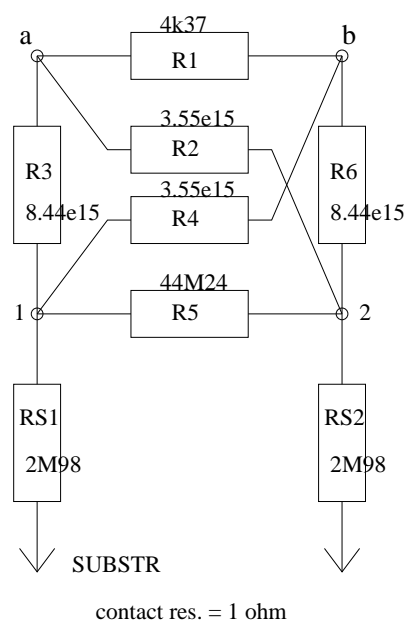 4k37
a
b
R1
3.55e15
R2
R3
3.55e15
R6
8.44e15
R4
8.44e15
44M24
1
R5
2
RS1
RS2
2M98
2M98
SUBSTR
contact res. = 1 ohm